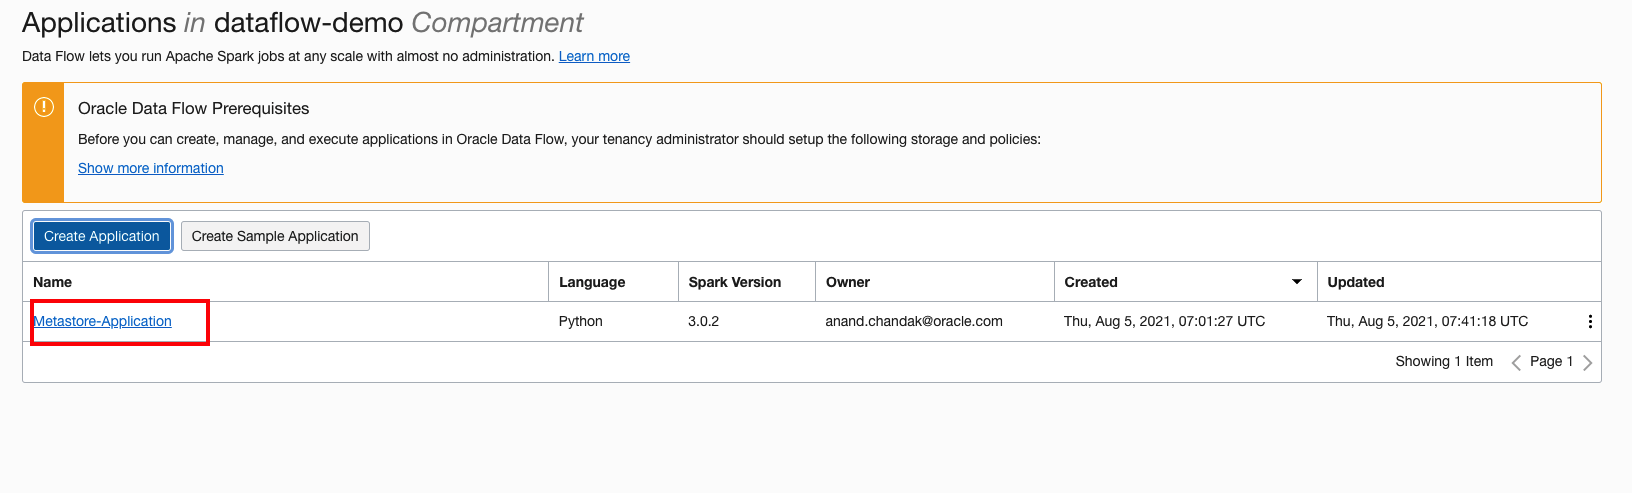 Applications in dataflow-demo Compartment
Data Flow lets you run Apache Spark jobs at any scale with almost no administration. Learn more
Oracle Data Flow Prerequisites
Before you can create, manage, and execute applications in Oracle Data Flow, your tenancy administrator should setup the following storage and policies:
Show more information
Create Application Create Sample Application
Name Language Spark Version Owner Created Updated
Metastore-Application Python 3.0.2 anand.chandak@oracle.com Thu, Aug 5, 2021, 07:01:27 UTC Thu, Aug 5, 2021, 07:41:18 UTC
Showing 1 Item Page 1